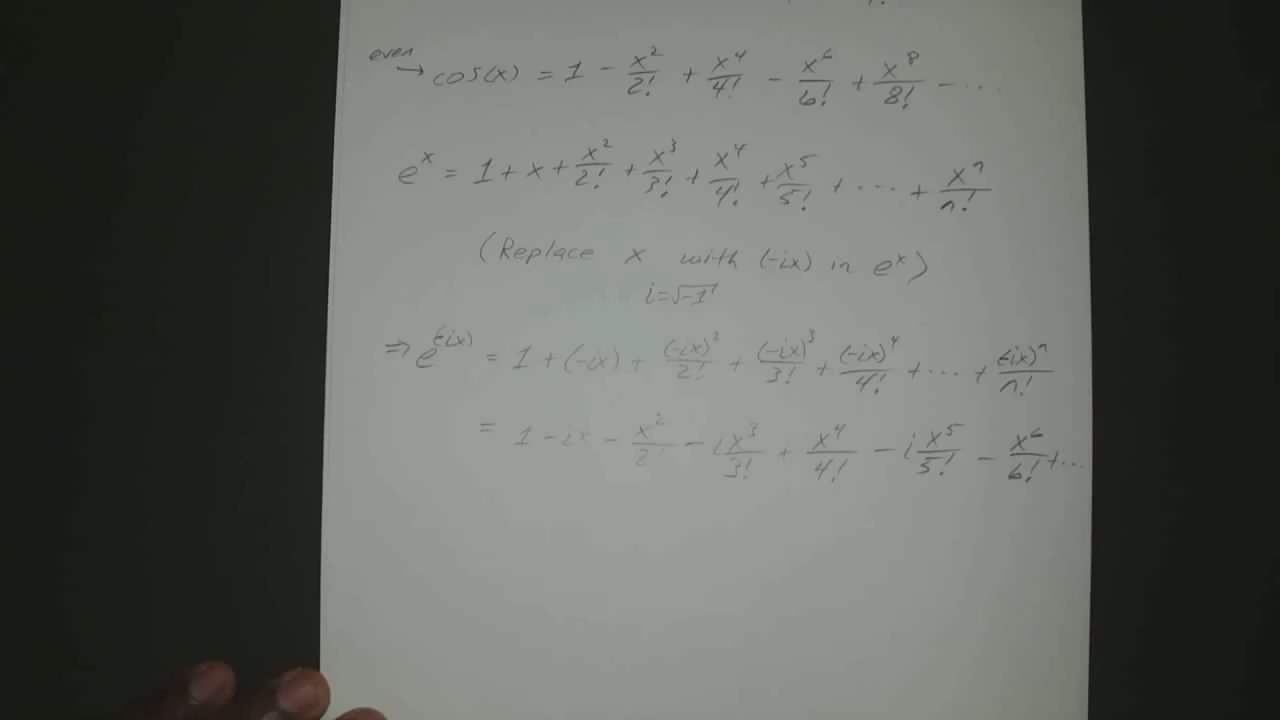 even
→ cos(x) = 1 - x²/2! + x⁴/4! - x⁶/6! + x⁸/8! - ...
eˣ = 1 + x + x²/2! + x³/3! + x⁴/4! + x⁵/5! + ... + xⁿ/n!
(Replace x with (-ix) in eˣ)
i=√-1
⇒ e^(-ix) = 1 + (-ix) + (-ix)²/2! + (-ix)³/3! + (-ix)⁴/4! + ... + (-ix)ⁿ/n!
= 1 - ix - x²/2! - i x³/3! + x⁴/4! - i x⁵/5! - x⁶/6! + ...